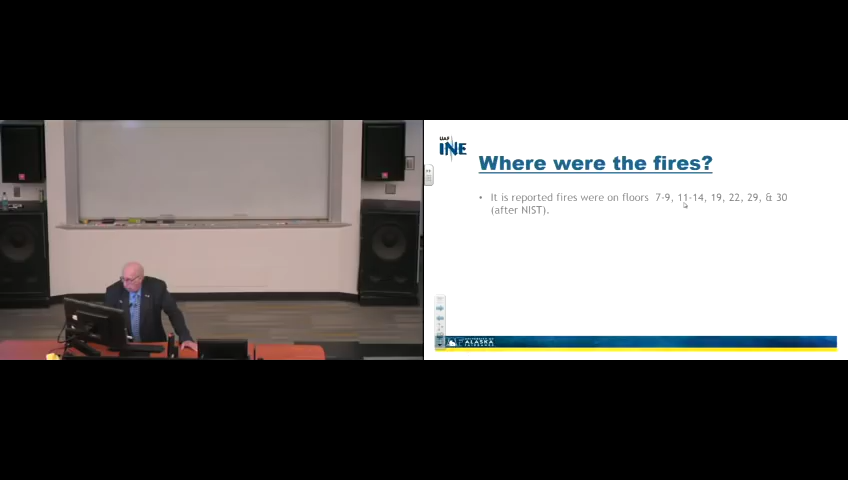 UAF
INE
Where were the fires?
• It is reported fires were on floors 7-9, 11-14, 19, 22, 29, & 30
(after NIST).
ALASKA